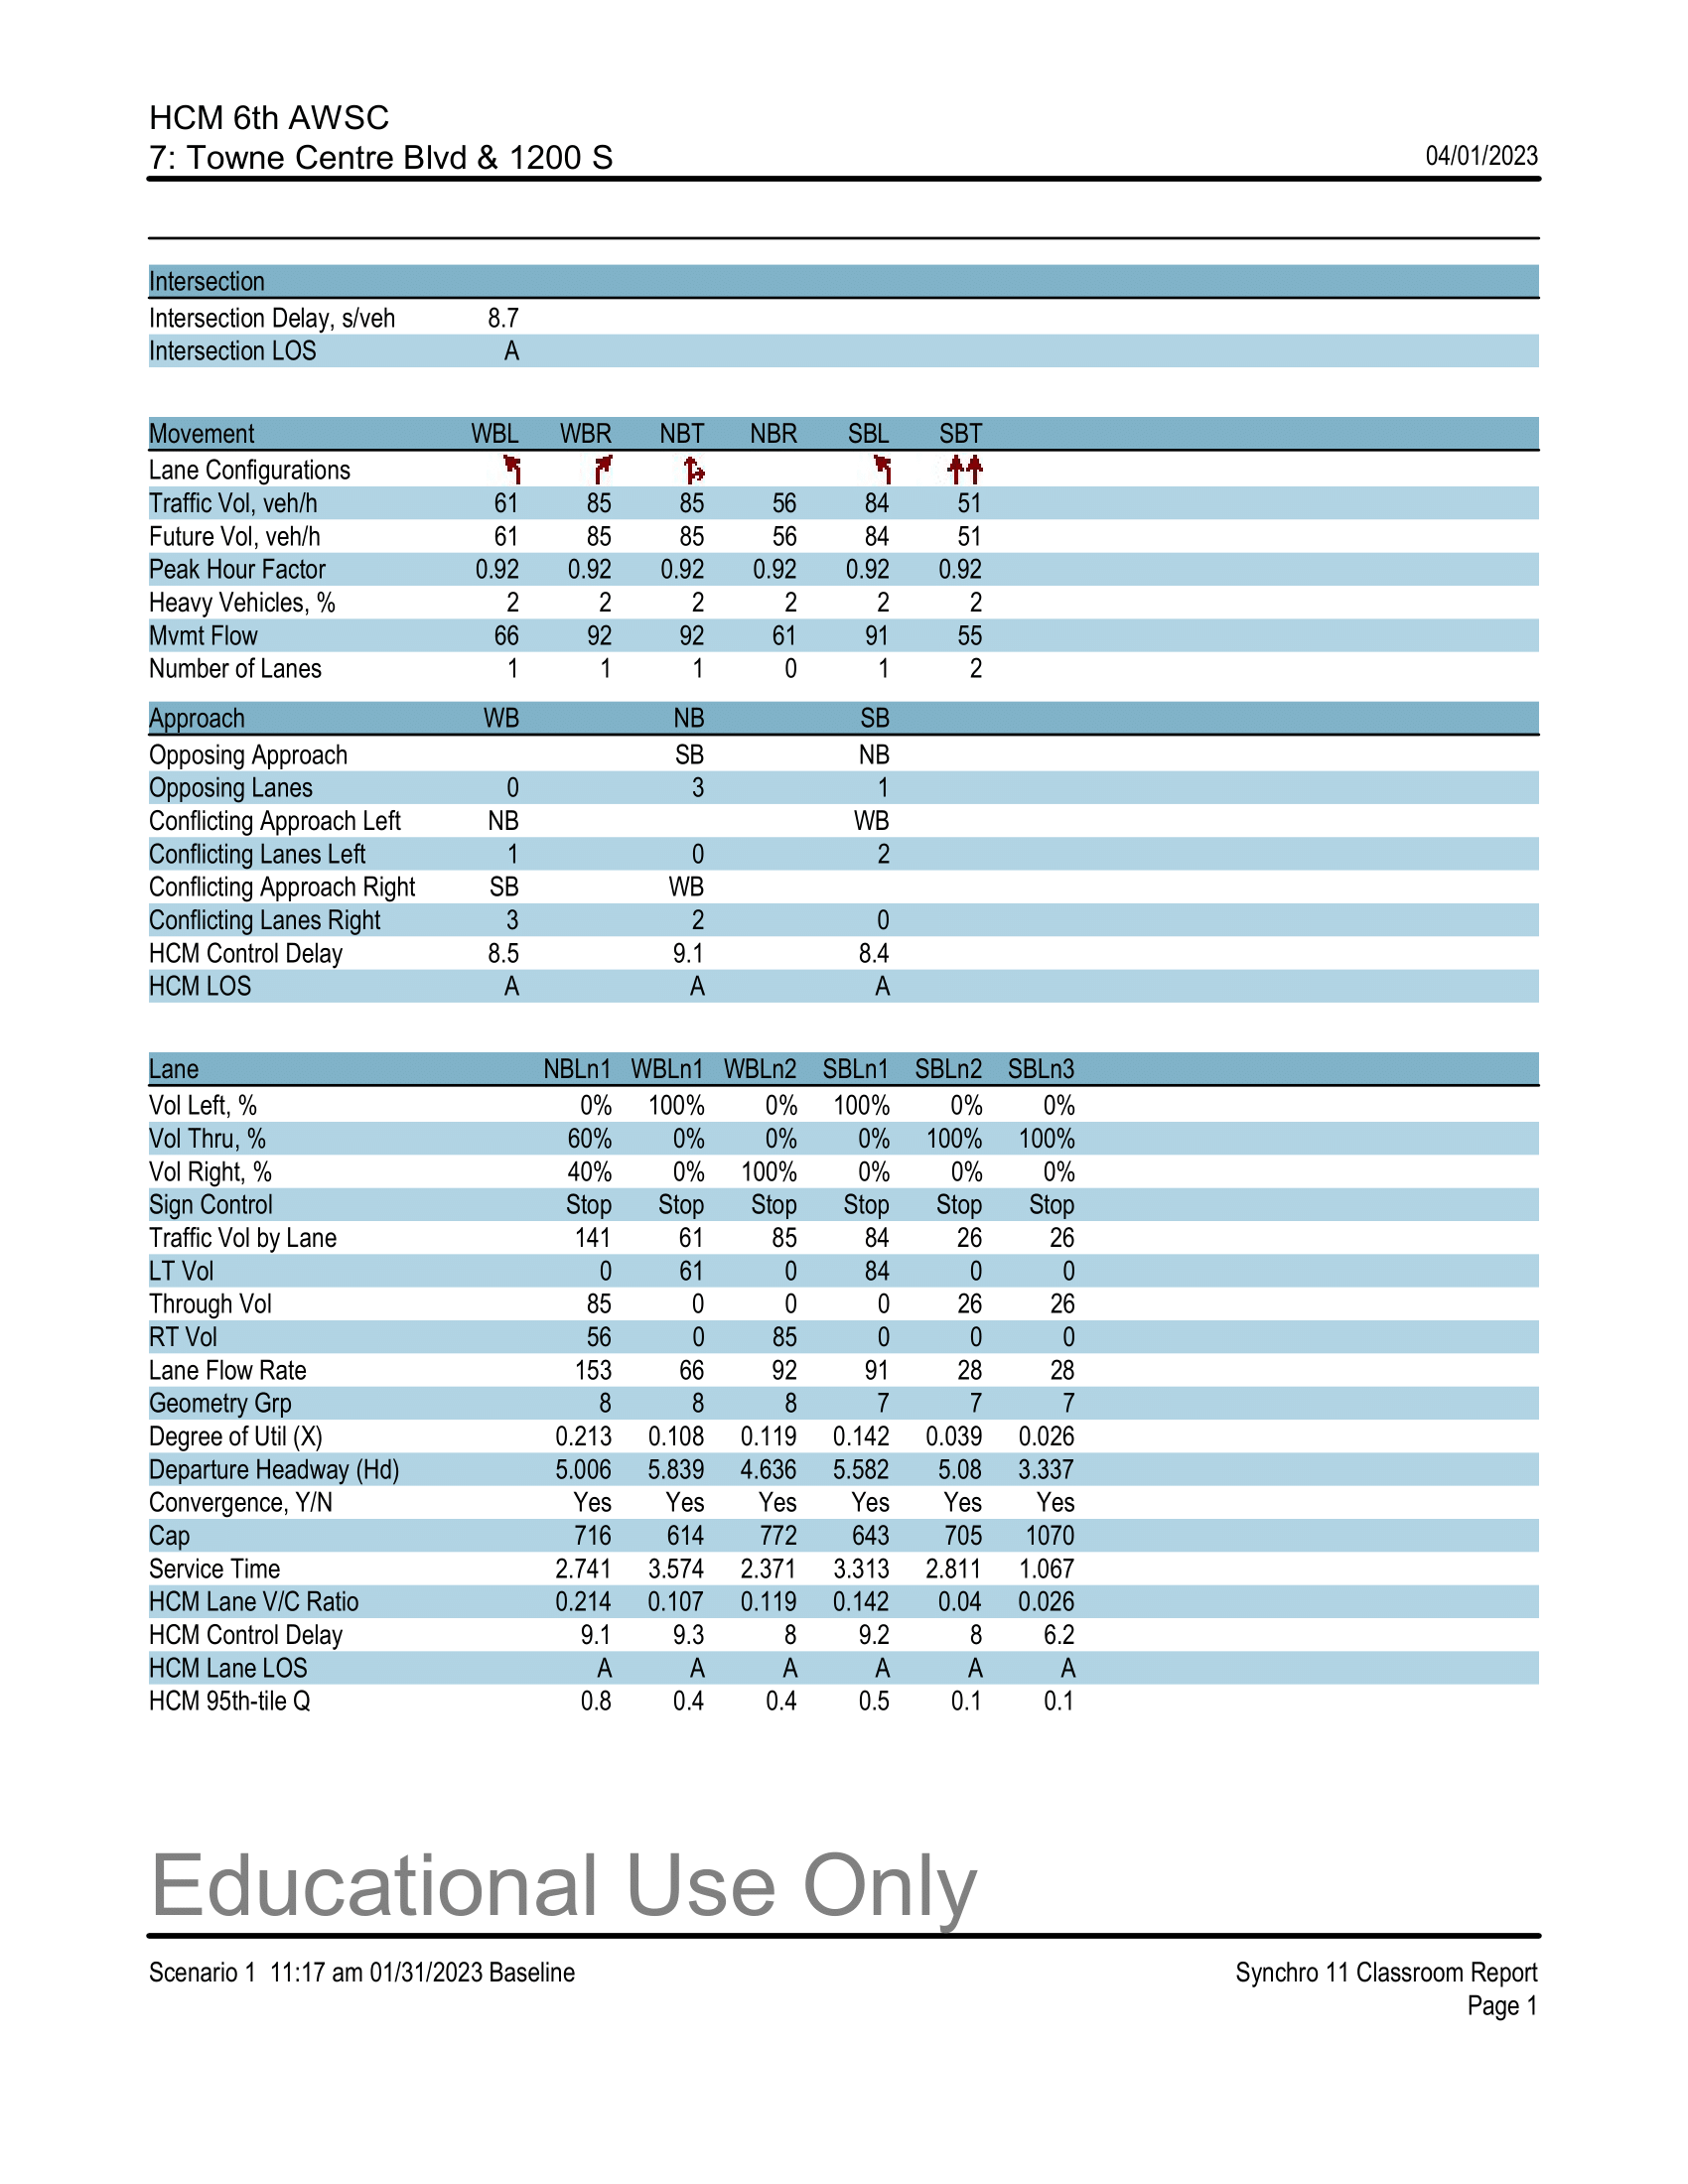 HCM 6th AWSC
7: Towne Centre Blvd & 1200 S 04/01/2023
Intersection
Intersection Delay, s/veh 8.7
Intersection LOS A
Movement WBL WBR NBT NBR SBL SBT
Lane Configurations
Traffic Vol, veh/h 61 85 85 56 84 51
Future Vol, veh/h 61 85 85 56 84 51
Peak Hour Factor 0.92 0.92 0.92 0.92 0.92 0.92
Heavy Vehicles, % 2 2 2 2 2 2
Mvmt Flow 66 92 92 61 91 55
Number of Lanes 1 1 1 0 1 2
Approach WB NB SB
Opposing Approach SB NB
Opposing Lanes 0 3 1
Conflicting Approach Left NB WB
Conflicting Lanes Left 1 0 2
Conflicting Approach Right SB WB
Conflicting Lanes Right 3 2 0
HCM Control Delay 8.5 9.1 8.4
HCM LOS A A A
Lane NBLn1 WBLn1 WBLn2 SBLn1 SBLn2 SBLn3
Vol Left, % 0% 100% 0% 100% 0% 0%
Vol Thru, % 60% 0% 0% 0% 100% 100%
Vol Right, % 40% 0% 100% 0% 0% 0%
Sign Control Stop Stop Stop Stop Stop Stop
Traffic Vol by Lane 141 61 85 84 26 26
LT Vol 0 61 0 84 0 0
Through Vol 85 0 0 0 26 26
RT Vol 56 0 85 0 0 0
Lane Flow Rate 153 66 92 91 28 28
Geometry Grp 8 8 8 7 7 7
Degree of Util (X) 0.213 0.108 0.119 0.142 0.039 0.026
Departure Headway (Hd) 5.006 5.839 4.636 5.582 5.08 3.337
Convergence, Y/N Yes Yes Yes Yes Yes Yes
Cap 716 614 772 643 705 1070
Service Time 2.741 3.574 2.371 3.313 2.811 1.067
HCM Lane V/C Ratio 0.214 0.107 0.119 0.142 0.04 0.026
HCM Control Delay 9.1 9.3 8 9.2 8 6.2
HCM Lane LOS A A A A A A
HCM 95th-tile Q 0.8 0.4 0.4 0.5 0.1 0.1
Educational Use Only
Scenario 1 11:17 am 01/31/2023 Baseline Synchro 11 Classroom Report
Page 1